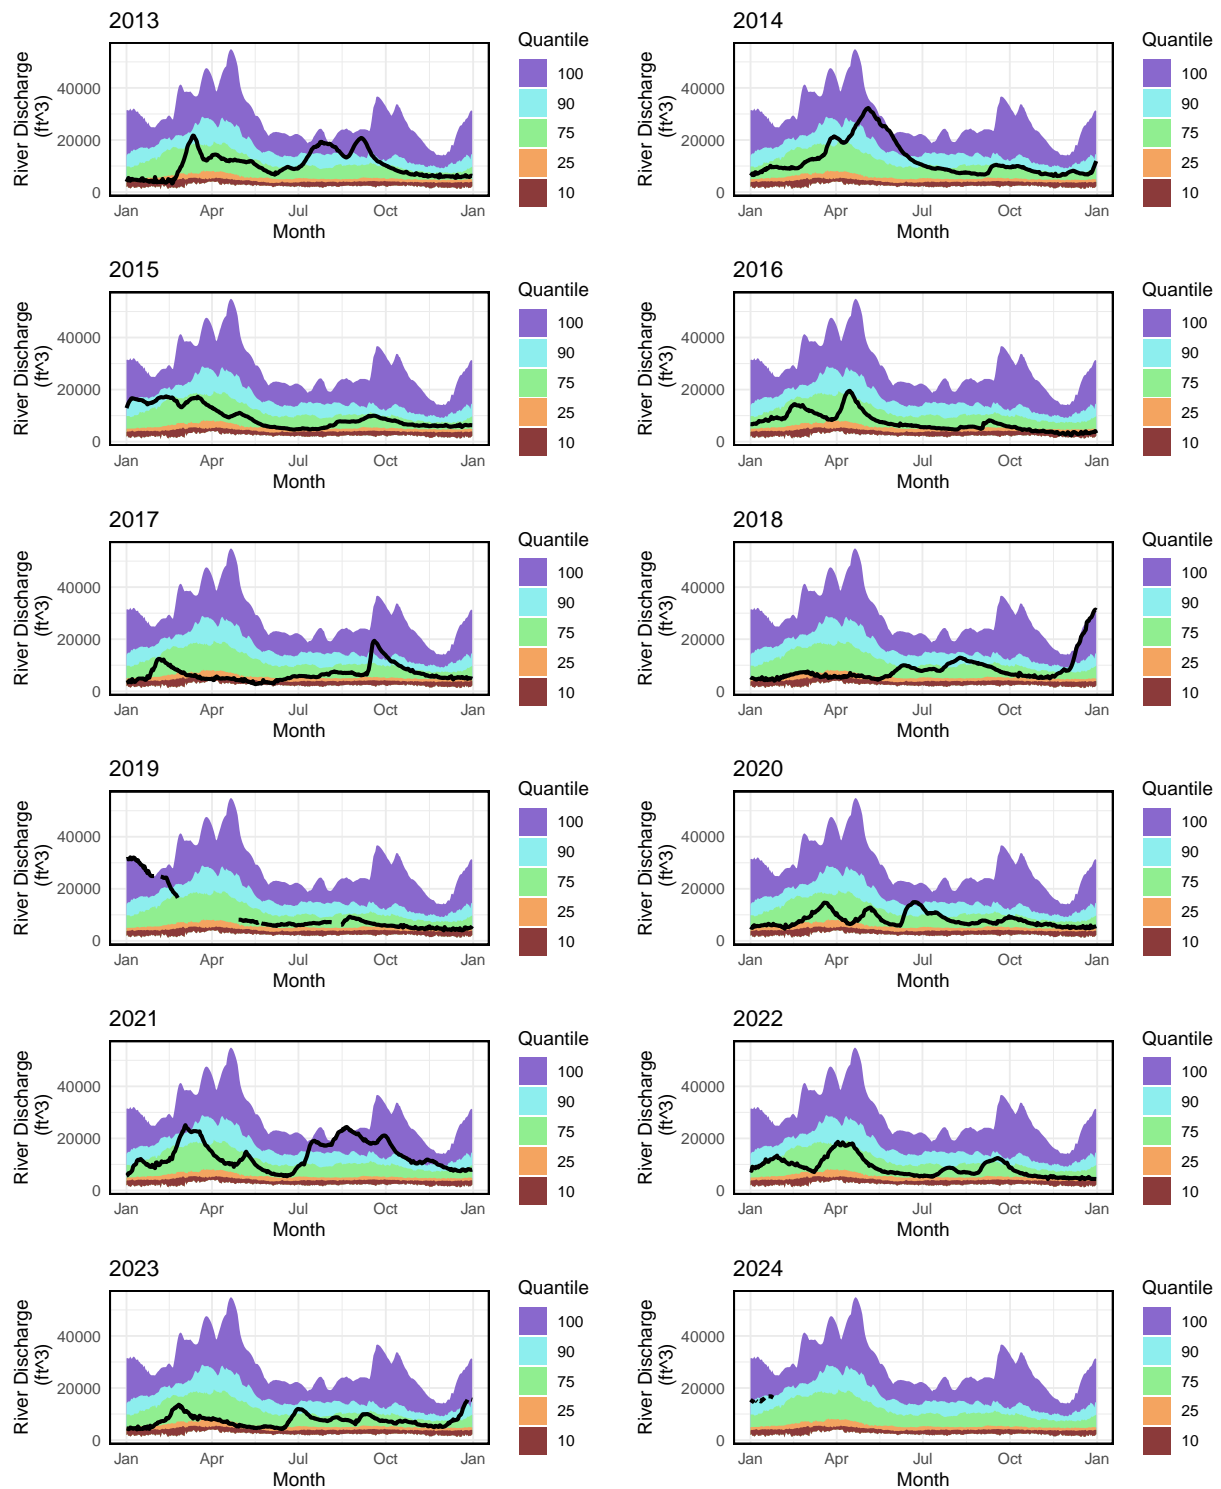 2013
River Discharge
(ft^3)
40000
20000
0
Jan
Apr
Jul
Oct
Jan
Month
Quantile
100
90
75
25
10
2014
River Discharge
(ft^3)
40000
20000
0
Jan
Apr
Jul
Oct
Jan
Month
Quantile
100
90
75
25
10
2015
River Discharge
(ft^3)
40000
20000
0
Jan
Apr
Jul
Oct
Jan
Month
Quantile
100
90
75
25
10
2016
River Discharge
(ft^3)
40000
20000
0
Jan
Apr
Jul
Oct
Jan
Month
Quantile
100
90
75
25
10
2017
River Discharge
(ft^3)
40000
20000
0
Jan
Apr
Jul
Oct
Jan
Month
Quantile
100
90
75
25
10
2018
River Discharge
(ft^3)
40000
20000
0
Jan
Apr
Jul
Oct
Jan
Month
Quantile
100
90
75
25
10
2019
River Discharge
(ft^3)
40000
20000
0
Jan
Apr
Jul
Oct
Jan
Month
Quantile
100
90
75
25
10
2020
River Discharge
(ft^3)
40000
20000
0
Jan
Apr
Jul
Oct
Jan
Month
Quantile
100
90
75
25
10
2021
River Discharge
(ft^3)
40000
20000
0
Jan
Apr
Jul
Oct
Jan
Month
Quantile
100
90
75
25
10
2022
River Discharge
(ft^3)
40000
20000
0
Jan
Apr
Jul
Oct
Jan
Month
Quantile
100
90
75
25
10
2023
River Discharge
(ft^3)
40000
20000
0
Jan
Apr
Jul
Oct
Jan
Month
Quantile
100
90
75
25
10
2024
River Discharge
(ft^3)
40000
20000
0
Jan
Apr
Jul
Oct
Jan
Month
Quantile
100
90
75
25
10